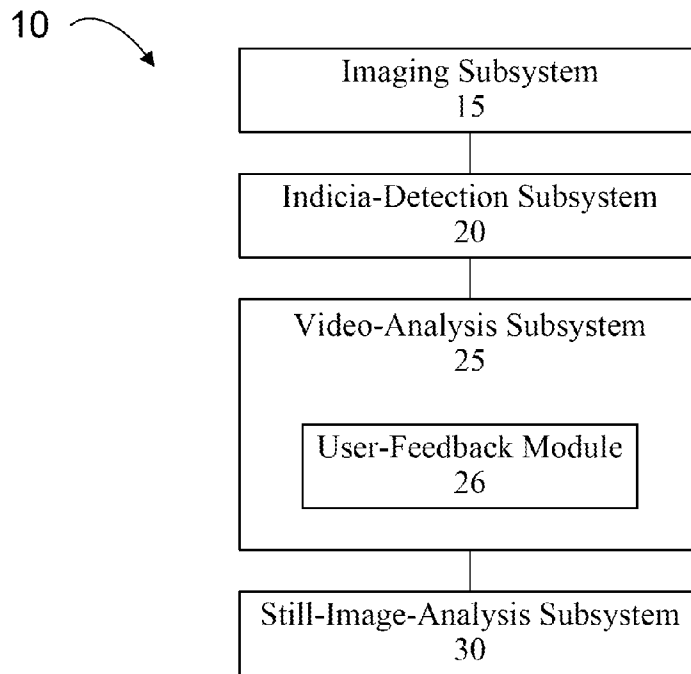 10
Imaging Subsystem
15
Indicia-Detection Subsystem
20
Video-Analysis Subsystem
25
User-Feedback Module
26
Still-Image-Analysis Subsystem
30